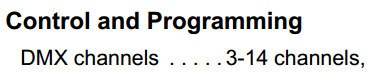 Control and Programming
DMX channels . . . . . 3-14 channels,